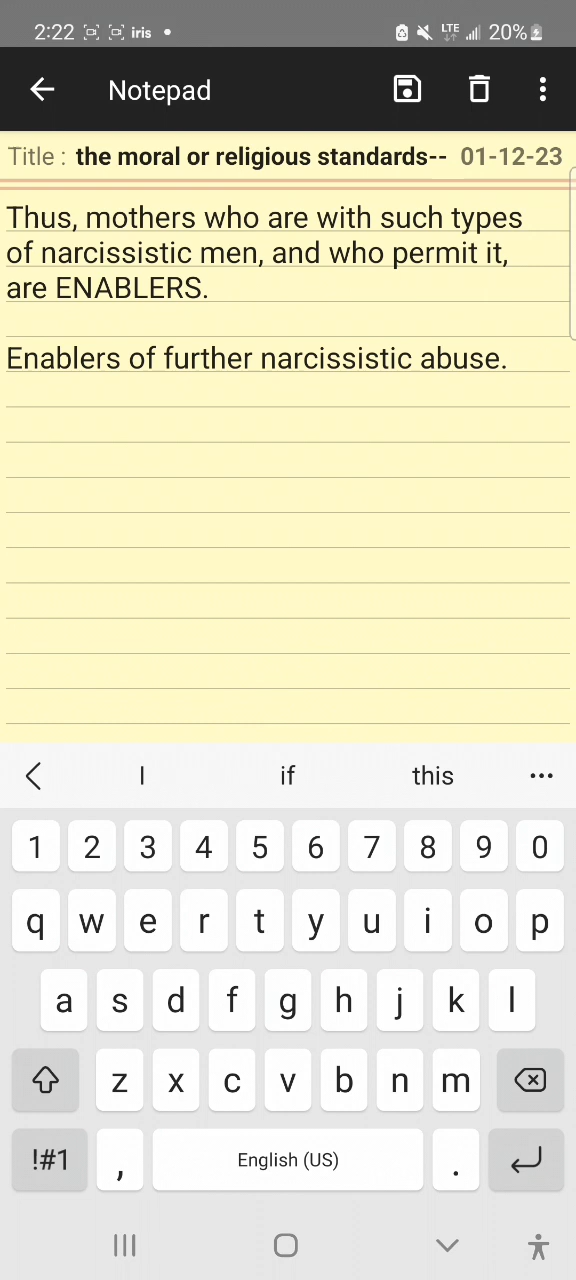 2:22 iris • LTE 20%
Notepad
Title : the moral or religious standards-- 01-12-23
Thus, mothers who are with such types
of narcissistic men, and who permit it,
are ENABLERS.
Enablers of further narcissistic abuse.
I if this ...
1 2 3 4 5 6 7 8 9 0
q w e r t y u i o p
a s d f g h j k l
z x c v b n m
!#1 , English (US) .